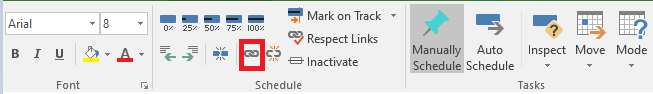 Arial 8 0% 25% 50% 75% 100% Mark on Track
Respect Links
B I U A Inactivate
Manually Schedule
Auto Schedule
Inspect
Move
Mode
Font Schedule Tasks